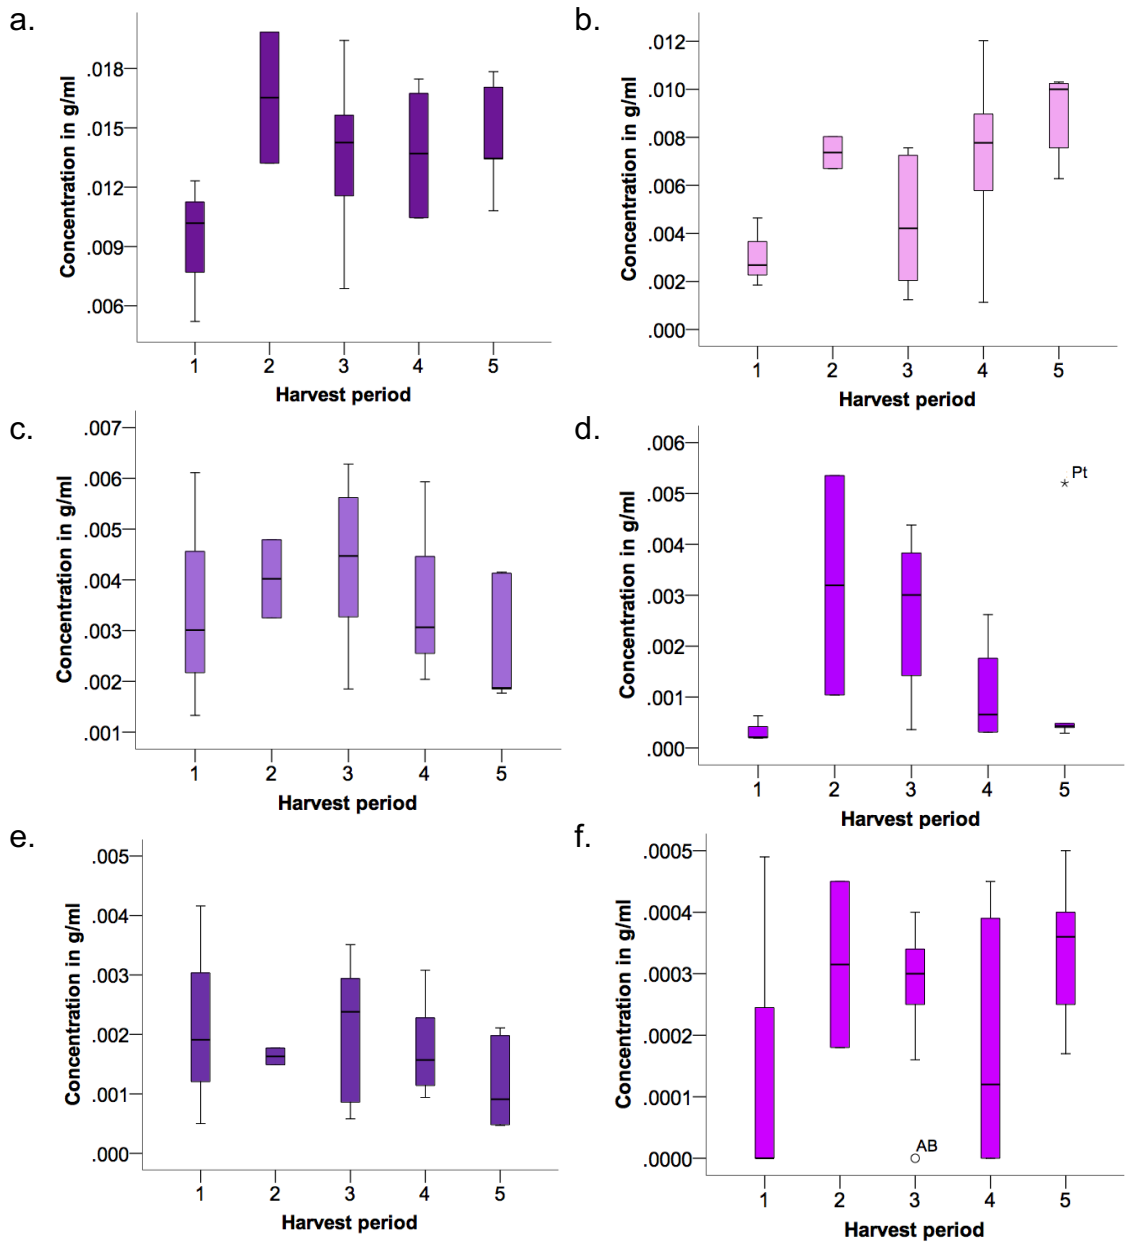 a.
Concentration in g/ml
.018
.015
.012
.009
.006
1 2 3 4 5
Harvest period
b.
Concentration in g/ml
.012
.010
.008
.006
.004
.002
.000
1 2 3 4 5
Harvest period
c.
Concentration in g/ml
.007
.006
.005
.004
.003
.002
.001
1 2 3 4 5
Harvest period
d.
Concentration in g/ml
.006
.005
.004
.003
.002
.001
.000
Pt
1 2 3 4 5
Harvest period
e.
Concentration in g/ml
.005
.004
.003
.002
.001
.000
1 2 3 4 5
Harvest period
f.
Concentration in g/ml
.0005
.0004
.0003
.0002
.0001
.0000
AB
1 2 3 4 5
Harvest period